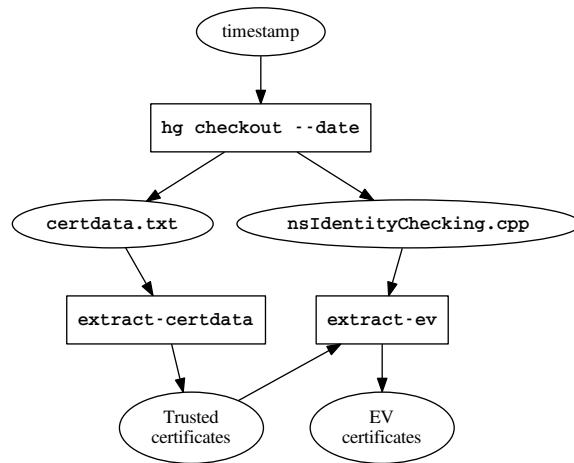 timestamp
hg checkout --date
certdata.txt
nsIdentityChecking.cpp
extract-certdata
extract-ev
Trusted
certificates
EV
certificates